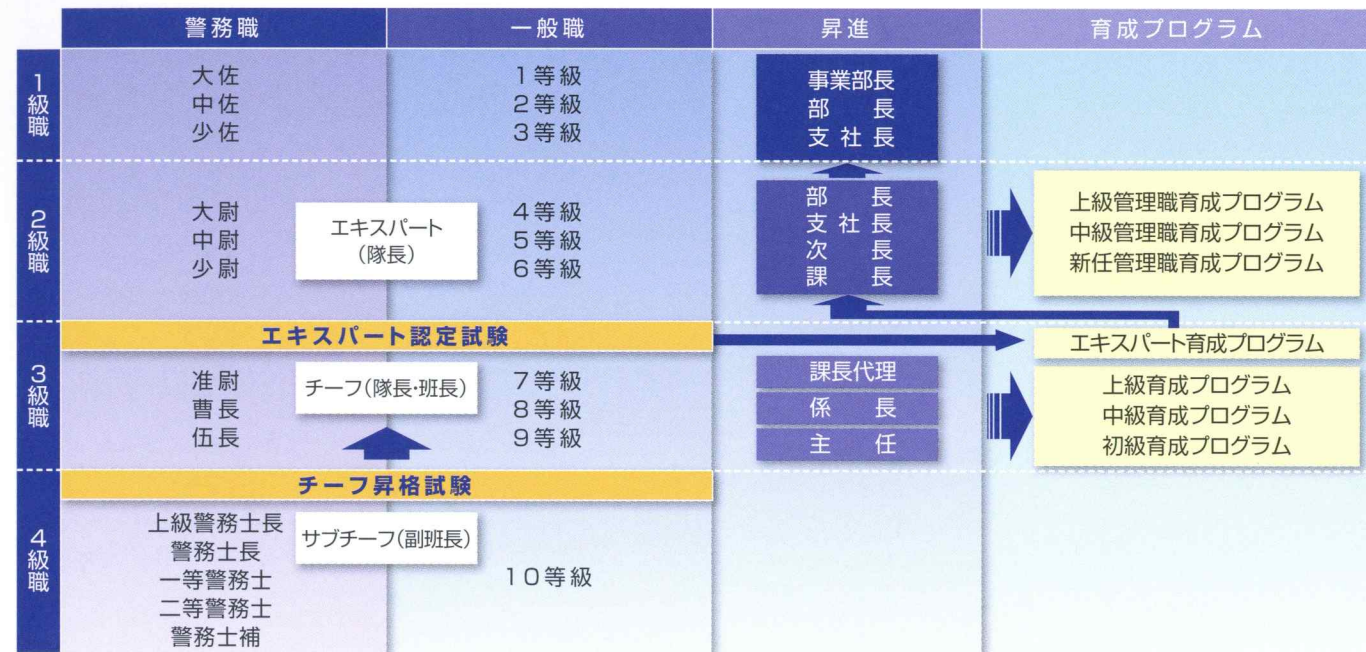 警務職
一般職
昇進
育成プログラム
1級職
大佐
中佐
少佐
1等級
2等級
3等級
事業部長
部　長
支社長
2級職
大尉
中尉
少尉
エキスパート
(隊長)
4等級
5等級
6等級
部　長
支社長
次　長
課　長
上級管理職育成プログラム
中級管理職育成プログラム
新任管理職育成プログラム
エキスパート認定試験
エキスパート育成プログラム
3級職
准尉
曹長
伍長
チーフ(隊長・班長)
7等級
8等級
9等級
課長代理
係　長
主　任
上級育成プログラム
中級育成プログラム
初級育成プログラム
チーフ昇格試験
4級職
上級警務士長
警務士長
一等警務士
二等警務士
警務士補
サブチーフ(副班長)
10等級